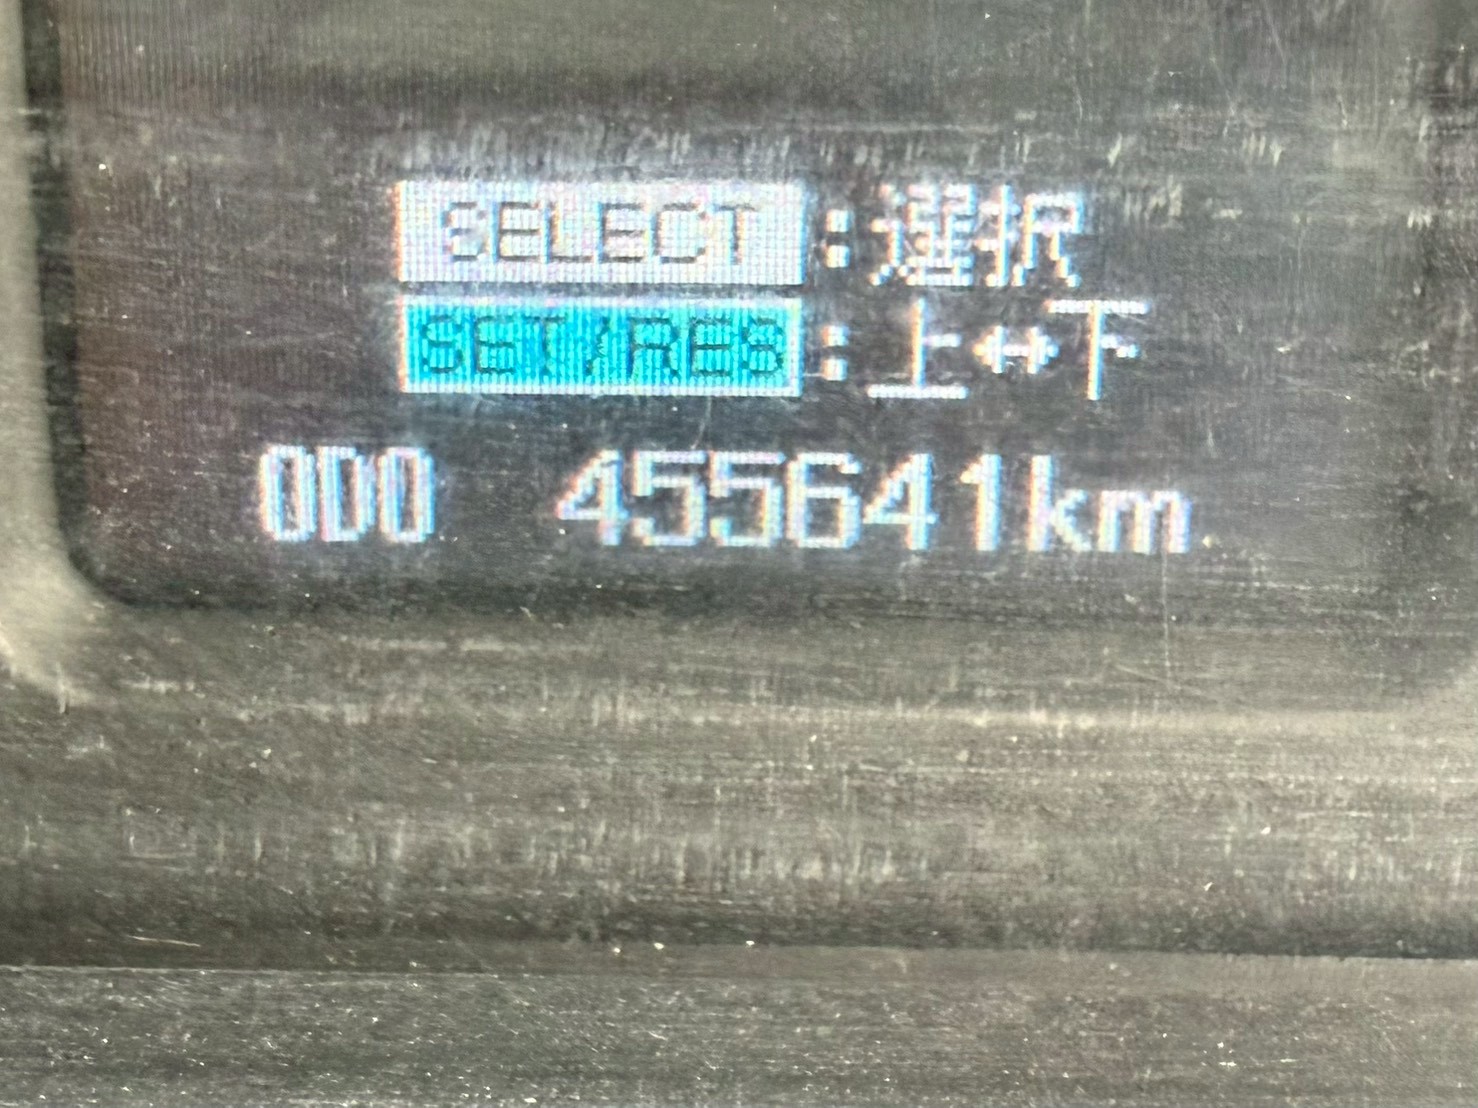 SELECT:選択
SET/RES:上↔下
ODO 455641km